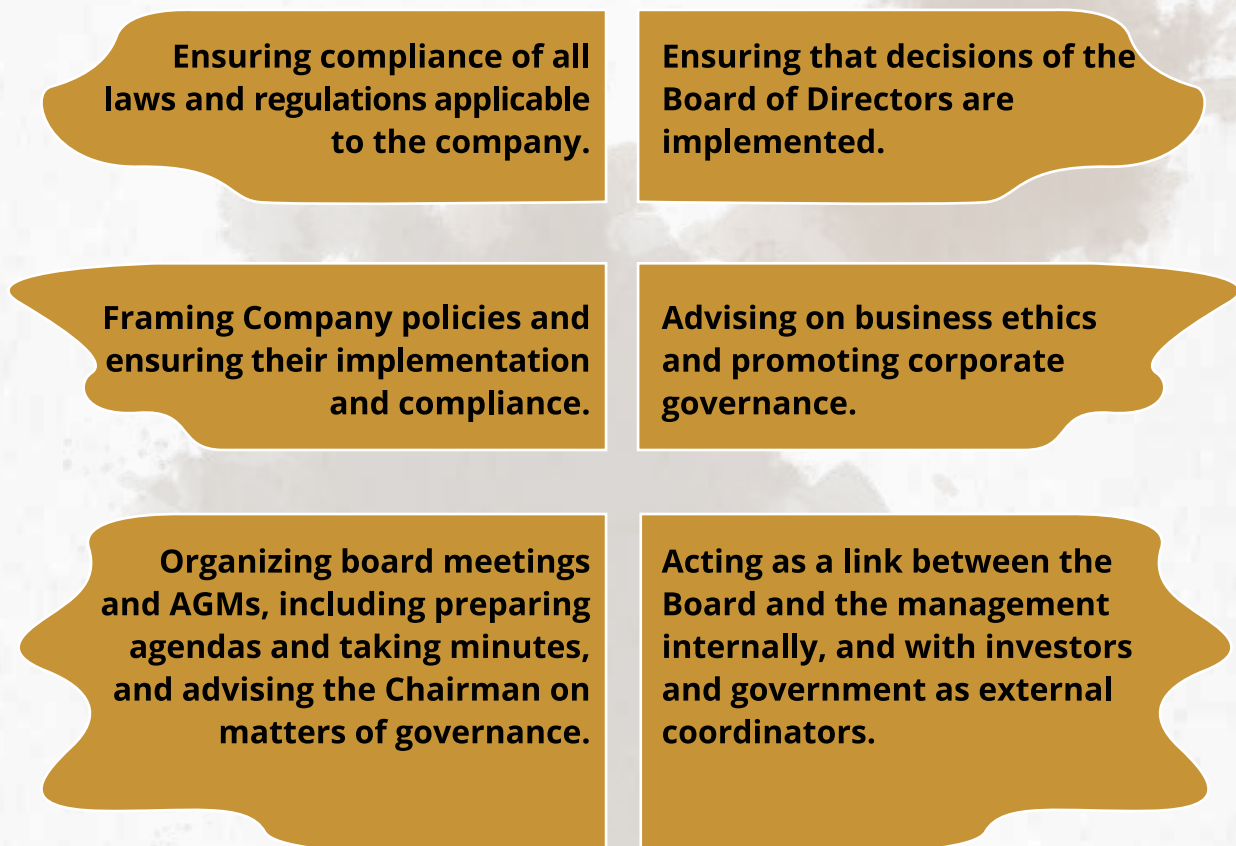 Ensuring compliance of all
laws and regulations applicable
to the company.
Ensuring that decisions of the
Board of Directors are
implemented.
Framing Company policies and
ensuring their implementation
and compliance.
Advising on business ethics
and promoting corporate
governance.
Organizing board meetings
and AGMs, including preparing
agendas and taking minutes,
and advising the Chairman on
matters of governance.
Acting as a link between the
Board and the management
internally, and with investors
and government as external
coordinators.